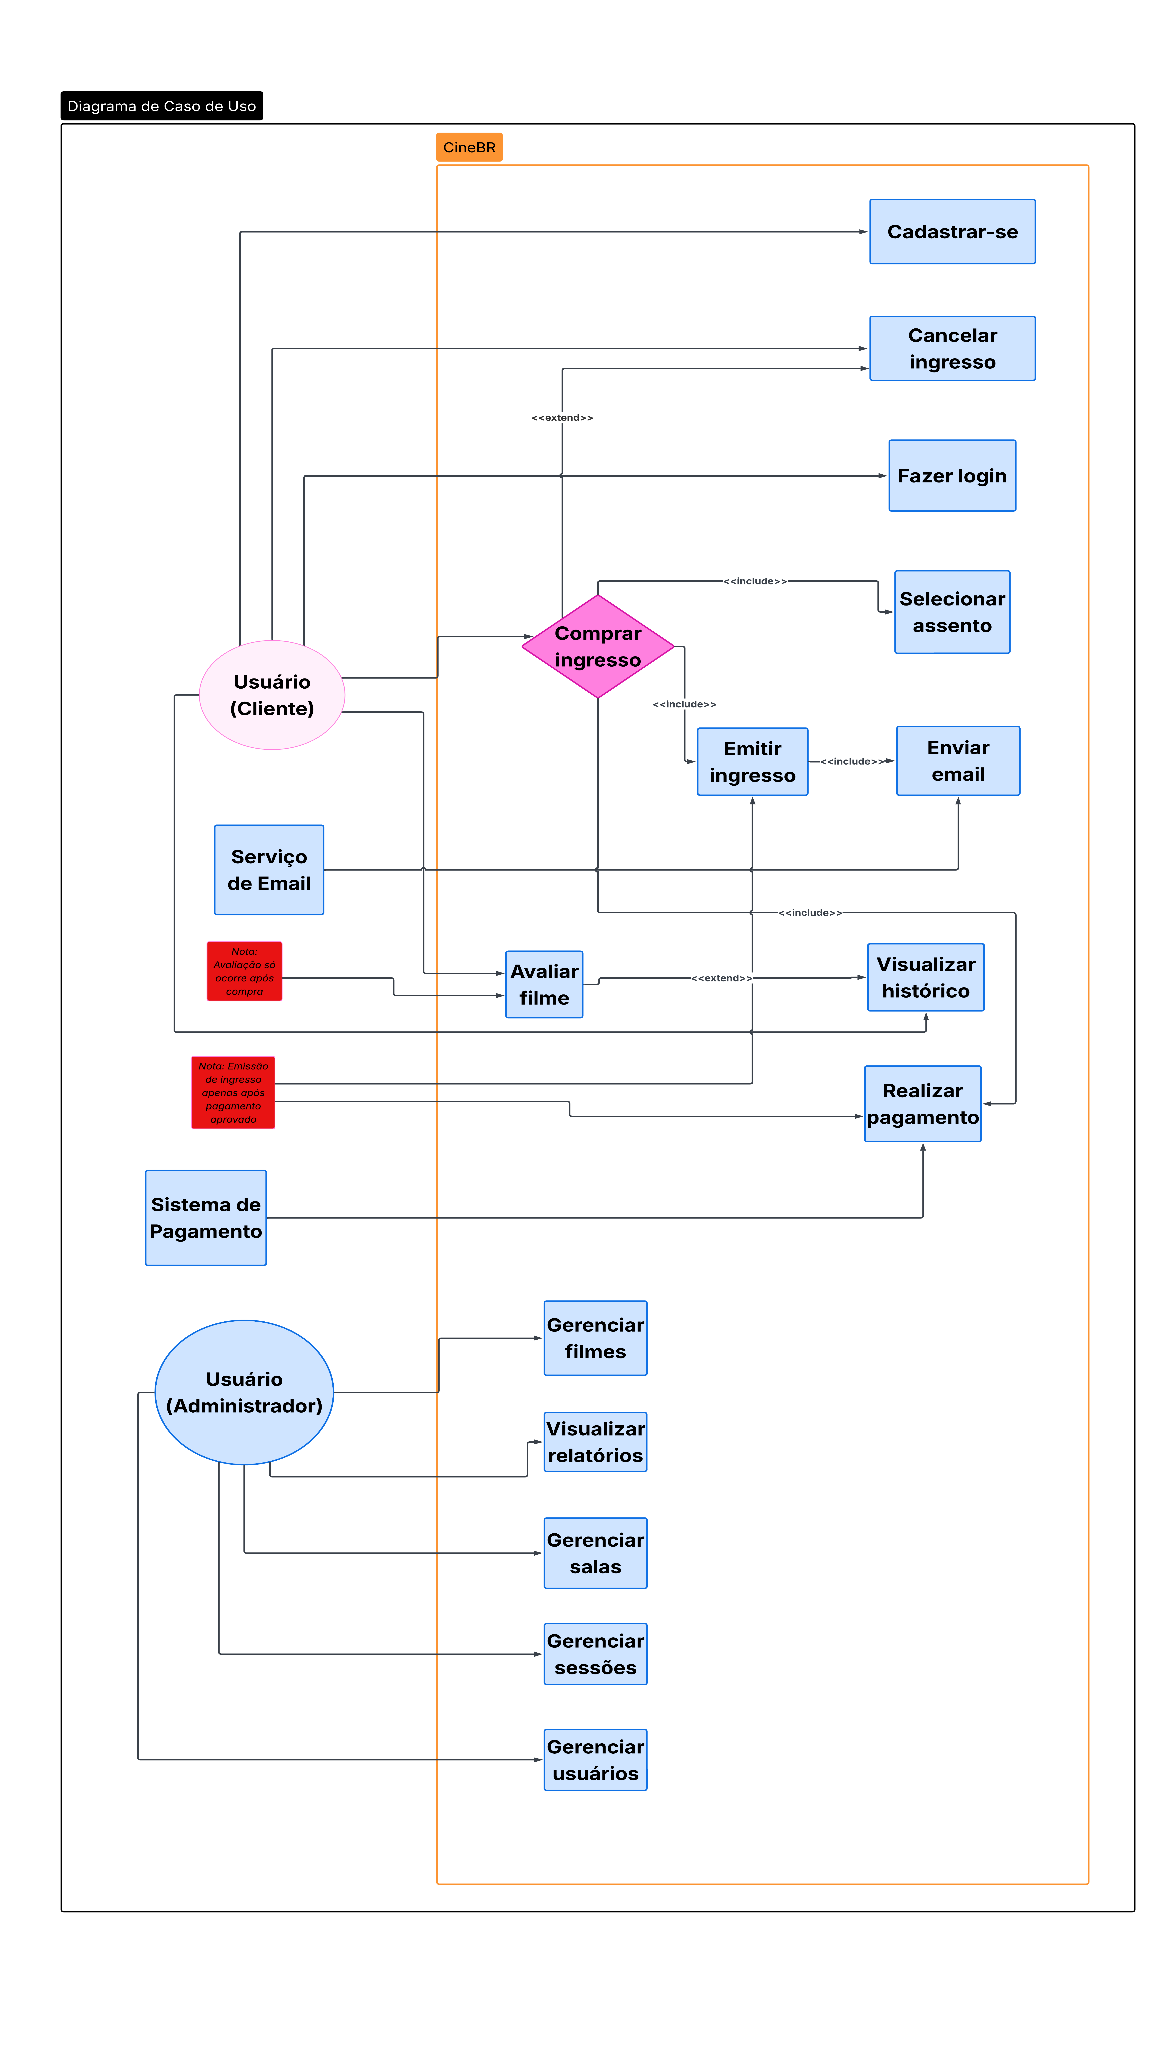 Diagrama de Caso de Uso
CineBR
Cadastrar-se
Cancelar
ingresso
<<extend>>
Fazer login
<<include>>
Selecionar
assento
Comprar
ingresso
Usuário
(Cliente)
<<include>>
Emitir
ingresso
<<include>>
Enviar
email
Serviço
de Email
<<include>>
Nota:
Avaliação só
ocorre após
compra
Avaliar
filme
<<extend>>
Visualizar
histórico
Nota: Emissão
de ingresso
apenas após
pagamento
aprovado
Realizar
pagamento
Sistema de
Pagamento
Gerenciar
filmes
Usuário
(Administrador)
Visualizar
relatórios
Gerenciar
salas
Gerenciar
sessões
Gerenciar
usuários